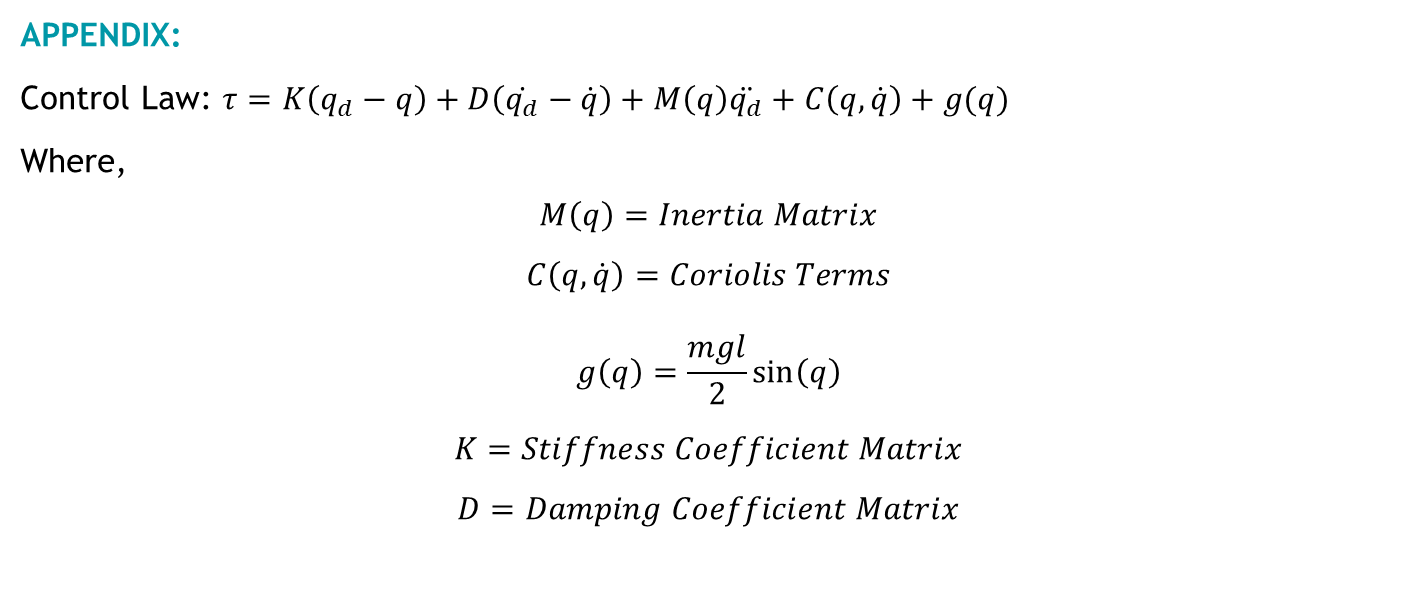 APPENDIX:
Control Law: τ = K(q_d − q) + D(q̇_d − q̇) + M(q)q̈_d + C(q, q̇) + g(q)
Where,
M(q) = Inertia Matrix
C(q, q̇) = Coriolis Terms
g(q) = mgl/2 sin(q)
K = Stiffness Coefficient Matrix
D = Damping Coefficient Matrix